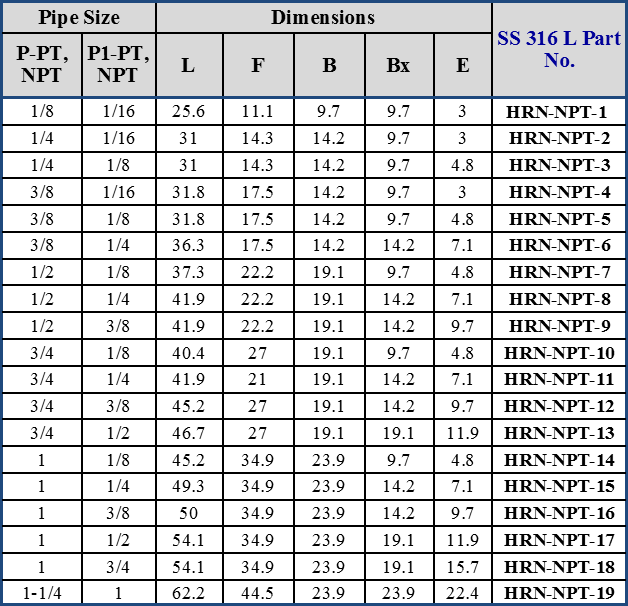 Pipe Size Dimensions SS 316 L Part No.
P-PT, NPT P1-PT, NPT L F B Bx E
1/8 1/16 25.6 11.1 9.7 9.7 3 HRN-NPT-1
1/4 1/16 31 14.3 14.2 9.7 3 HRN-NPT-2
1/4 1/8 31 14.3 14.2 9.7 4.8 HRN-NPT-3
3/8 1/16 31.8 17.5 14.2 9.7 3 HRN-NPT-4
3/8 1/8 31.8 17.5 14.2 9.7 4.8 HRN-NPT-5
3/8 1/4 36.3 17.5 14.2 14.2 7.1 HRN-NPT-6
1/2 1/8 37.3 22.2 19.1 9.7 4.8 HRN-NPT-7
1/2 1/4 41.9 22.2 19.1 14.2 7.1 HRN-NPT-8
1/2 3/8 41.9 22.2 19.1 14.2 9.7 HRN-NPT-9
3/4 1/8 40.4 27 19.1 9.7 4.8 HRN-NPT-10
3/4 1/4 41.9 21 19.1 14.2 7.1 HRN-NPT-11
3/4 3/8 45.2 27 19.1 14.2 9.7 HRN-NPT-12
3/4 1/2 46.7 27 19.1 19.1 11.9 HRN-NPT-13
1 1/8 45.2 34.9 23.9 9.7 4.8 HRN-NPT-14
1 1/4 49.3 34.9 23.9 14.2 7.1 HRN-NPT-15
1 3/8 50 34.9 23.9 14.2 9.7 HRN-NPT-16
1 1/2 54.1 34.9 23.9 19.1 11.9 HRN-NPT-17
1 3/4 54.1 34.9 23.9 19.1 15.7 HRN-NPT-18
1-1/4 1 62.2 44.5 23.9 23.9 22.4 HRN-NPT-19